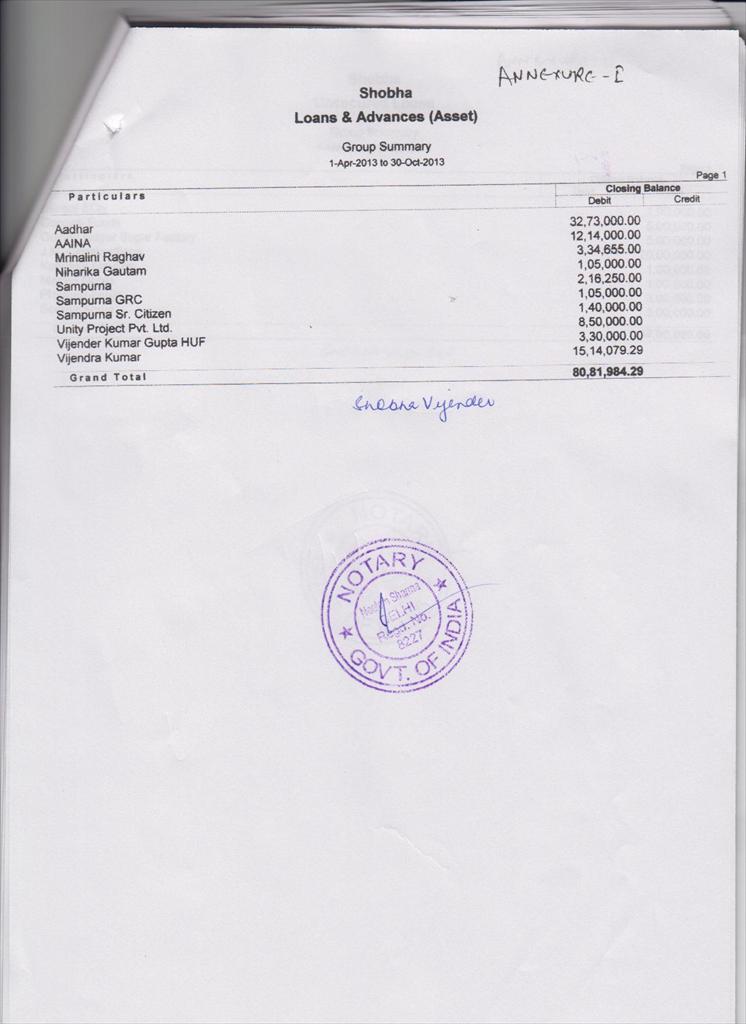 ANNEXURE-I
Shobha
Loans & Advances (Asset)
Group Summary
1-Apr-2013 to 30-Oct-2013
Page 1
Particulars Closing Balance
Debit Credit
Aadhar 32,73,000.00
AAINA 12,14,000.00
Mrinalini Raghav 3,34,655.00
Niharika Gautam 1,05,000.00
Sampurna 2,16,250.00
Sampurna GRC 1,05,000.00
Sampurna Sr. Citizen 1,40,000.00
Unity Project Pvt. Ltd. 8,50,000.00
Vijender Kumar Gupta HUF 3,30,000.00
Vijendra Kumar 15,14,079.29
Grand Total 80,81,984.29
Shobha Vijender
NOTARY
Sharma
DELHI
Regd. No.
8227
GOVT. OF INDIA